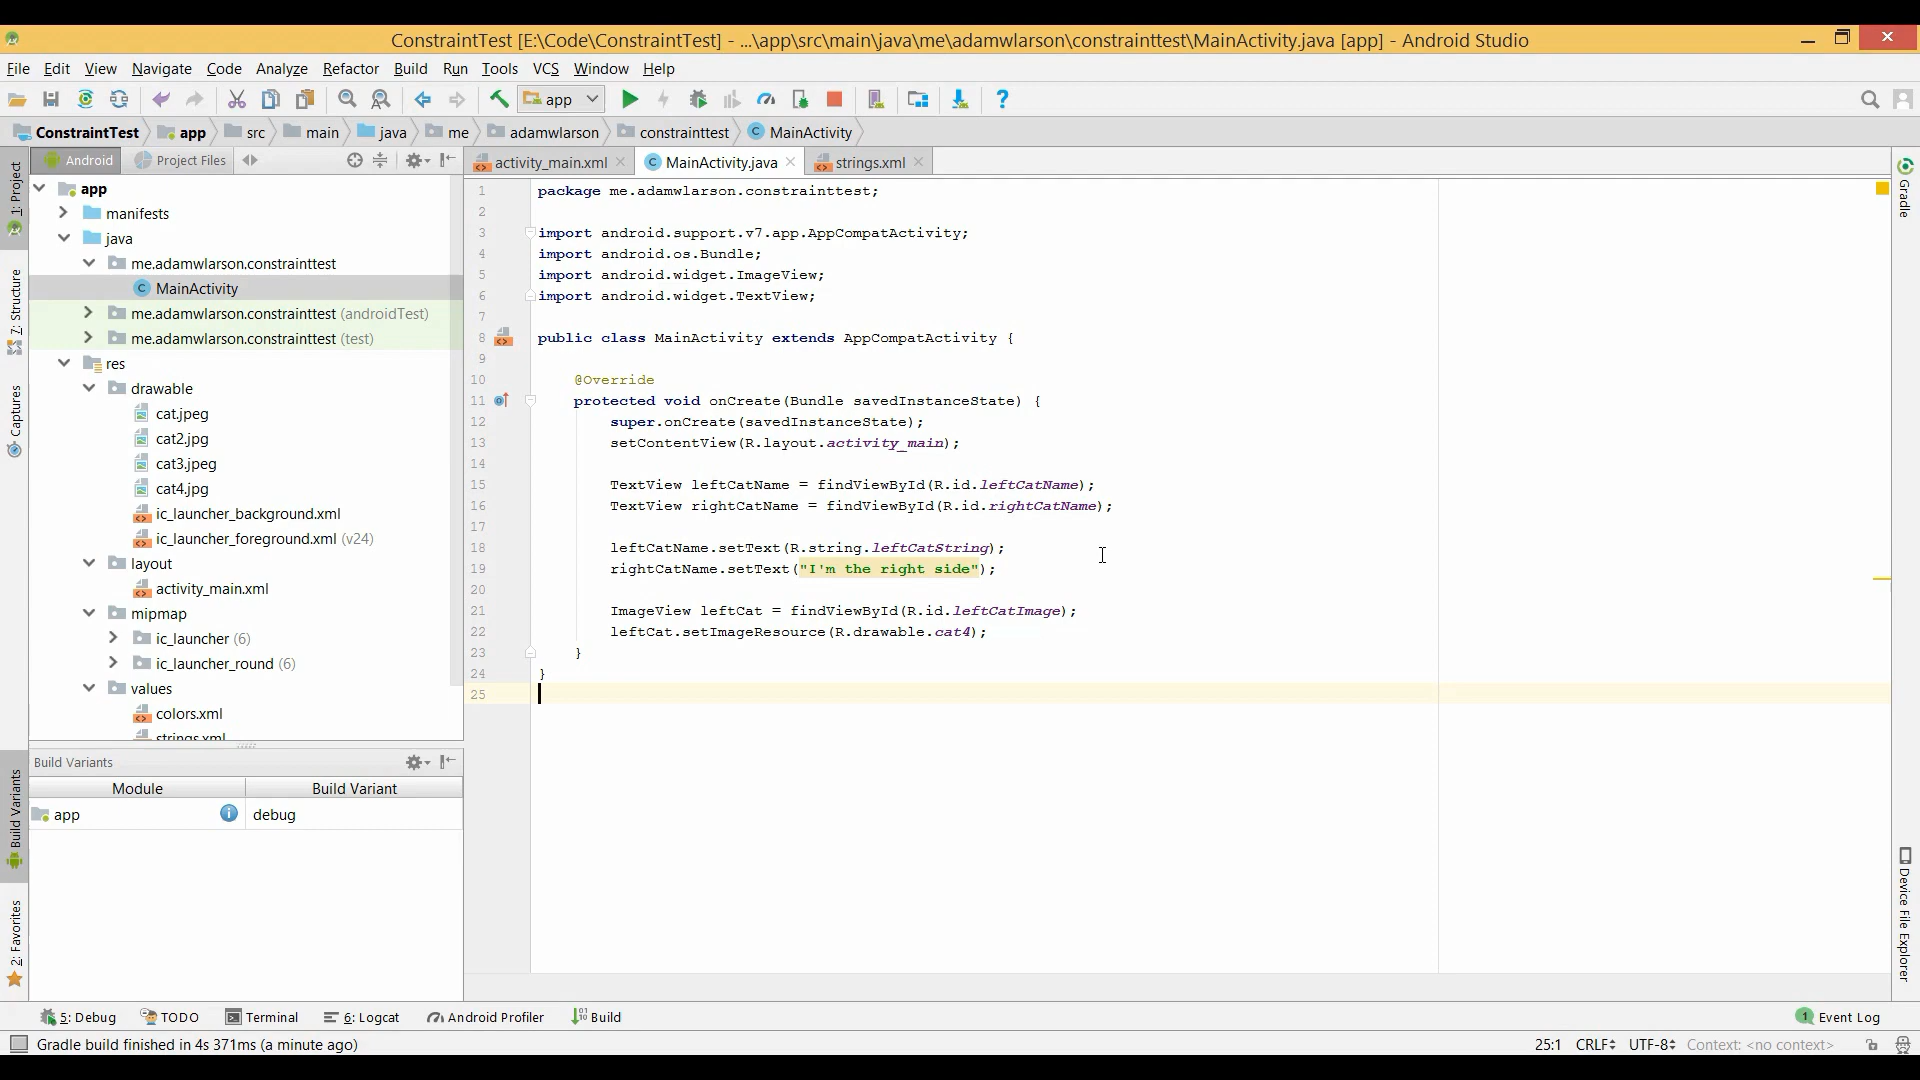 ConstraintTest [E:\Code\ConstraintTest] - ...\app\src\main\java\me\adamwlarson\constrainttest\MainActivity.java [app] - Android Studio
File Edit View Navigate Code Analyze Refactor Build Run Tools VCS Window Help
app
ConstraintTest app src main java me adamwlarson constrainttest MainActivity
Android Project Files
activity_main.xml MainActivity.java strings.xml
1: Project
7: Structure
Captures
Build Variants
2: Favorites
app
manifests
java
me.adamwlarson.constrainttest
MainActivity
me.adamwlarson.constrainttest (androidTest)
me.adamwlarson.constrainttest (test)
res
drawable
cat.jpeg
cat2.jpg
cat3.jpeg
cat4.jpg
ic_launcher_background.xml
ic_launcher_foreground.xml (v24)
layout
activity_main.xml
mipmap
ic_launcher (6)
ic_launcher_round (6)
values
colors.xml
strings.xml
Build Variants
Module Build Variant
app debug
1 package me.adamwlarson.constrainttest;
2
3 import android.support.v7.app.AppCompatActivity;
4 import android.os.Bundle;
5 import android.widget.ImageView;
6 import android.widget.TextView;
7
8 public class MainActivity extends AppCompatActivity {
9
10 @Override
11 protected void onCreate(Bundle savedInstanceState) {
12 super.onCreate(savedInstanceState);
13 setContentView(R.layout.activity_main);
14
15 TextView leftCatName = findViewById(R.id.leftCatName);
16 TextView rightCatName = findViewById(R.id.rightCatName);
17
18 leftCatName.setText(R.string.leftCatString);
19 rightCatName.setText("I'm the right side");
20
21 ImageView leftCat = findViewById(R.id.leftCatImage);
22 leftCat.setImageResource(R.drawable.cat4);
23 }
24 }
25
Gradle
Device File Explorer
5: Debug TODO Terminal 6: Logcat Android Profiler Build 1 Event Log
Gradle build finished in 4s 371ms (a minute ago) 25:1 CRLF UTF-8 Context: <no context>